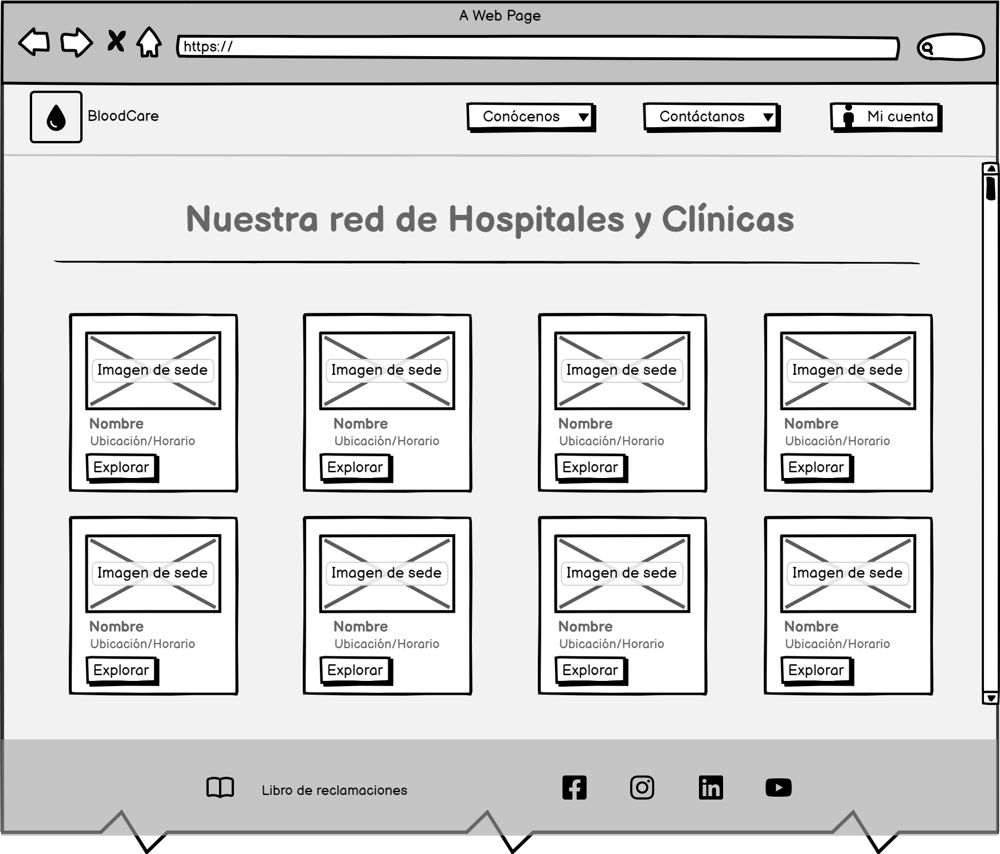 A Web Page
https://
BloodCare
Conócenos
Contáctanos
Mi cuenta
Nuestra red de Hospitales y Clínicas
Imagen de sede
Imagen de sede
Imagen de sede
Imagen de sede
Nombre
Nombre
Nombre
Nombre
Ubicación/Horario
Ubicación/Horario
Ubicación/Horario
Ubicación/Horario
Explorar
Explorar
Explorar
Explorar
Imagen de sede
Imagen de sede
Imagen de sede
Imagen de sede
Nombre
Nombre
Nombre
Nombre
Ubicación/Horario
Ubicación/Horario
Ubicación/Horario
Ubicación/Horario
Explorar
Explorar
Explorar
Explorar
Libro de reclamaciones